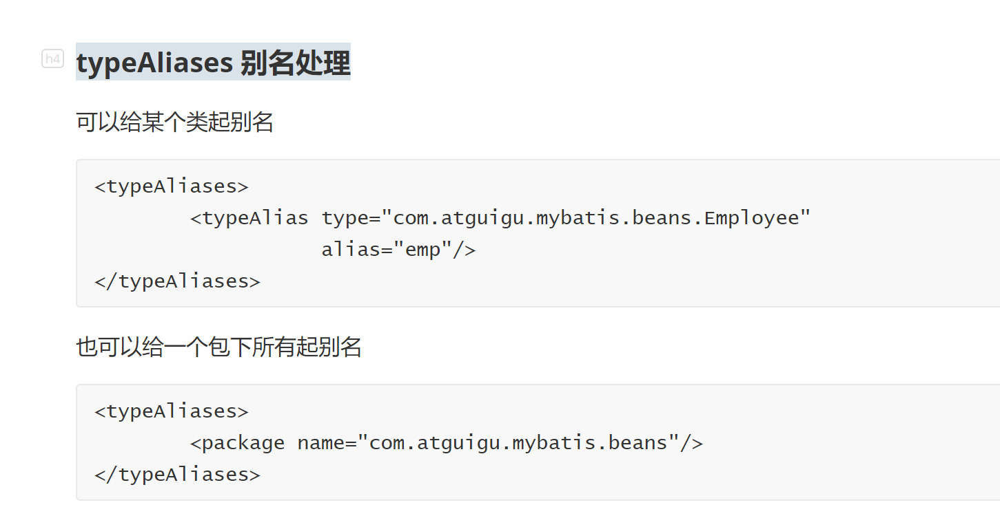 h4
typeAliases 别名处理
可以给某个类起别名
<typeAliases>
        <typeAlias type="com.atguigu.mybatis.beans.Employee"
                   alias="emp"/>
</typeAliases>
也可以给一个包下所有起别名
<typeAliases>
        <package name="com.atguigu.mybatis.beans"/>
</typeAliases>